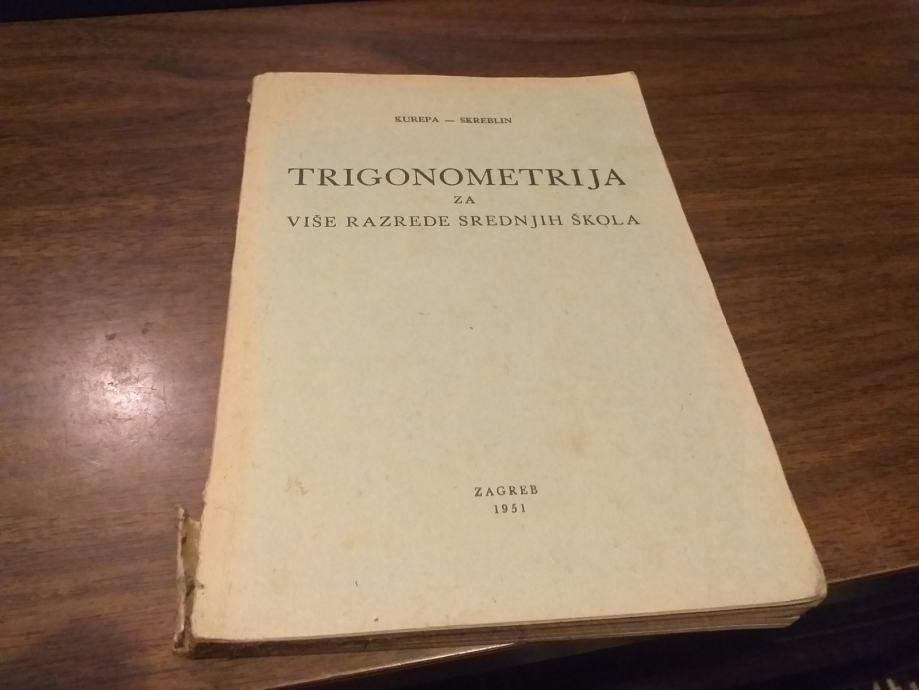 KUREPA — SKREBLIN
TRIGONOMETRIJA
ZA
VIŠE RAZREDE SREDNJIH ŠKOLA
ZAGREB
1951